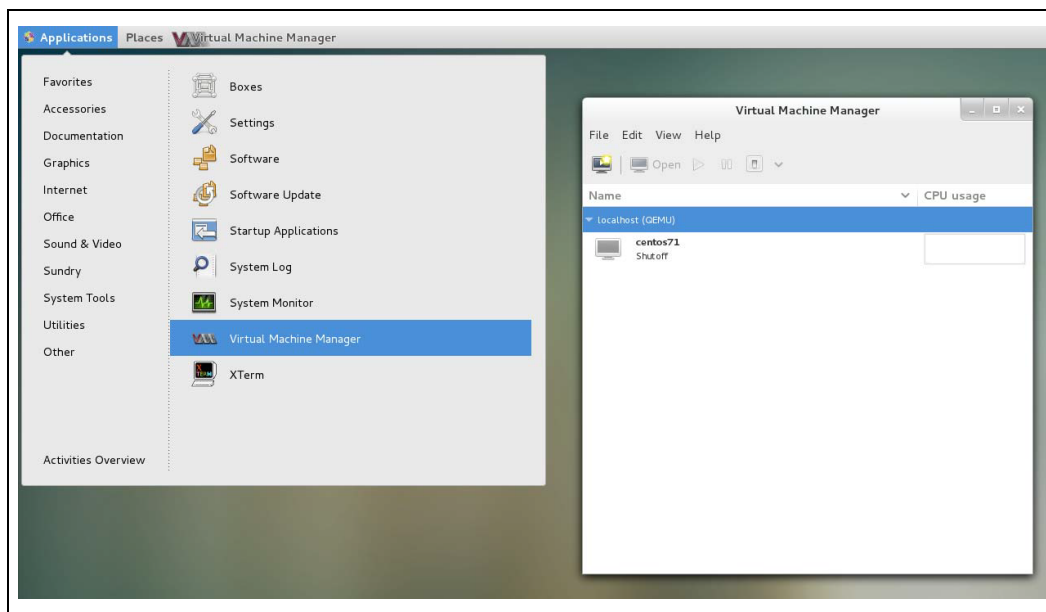 Applications Places Virtual Machine Manager
Favorites
Accessories
Documentation
Graphics
Internet
Office
Sound & Video
Sundry
System Tools
Utilities
Other
Activities Overview
Boxes
Settings
Software
Software Update
Startup Applications
System Log
System Monitor
Virtual Machine Manager
XTerm
Virtual Machine Manager
File Edit View Help
Open
Name CPU usage
localhost (QEMU)
centos71
Shutoff